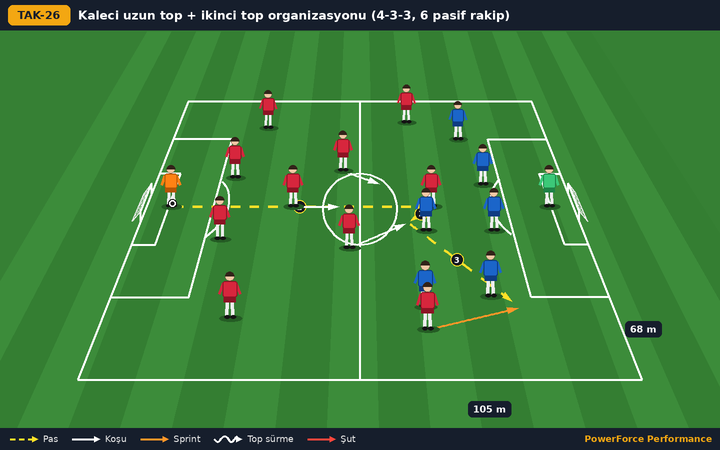 TAK-26 Kaleci uzun top + ikinci top organizasyonu (4-3-3, 6 pasif rakip)
3
68 m
105 m
Pas Koşu Sprint Top sürme Şut PowerForce Performance